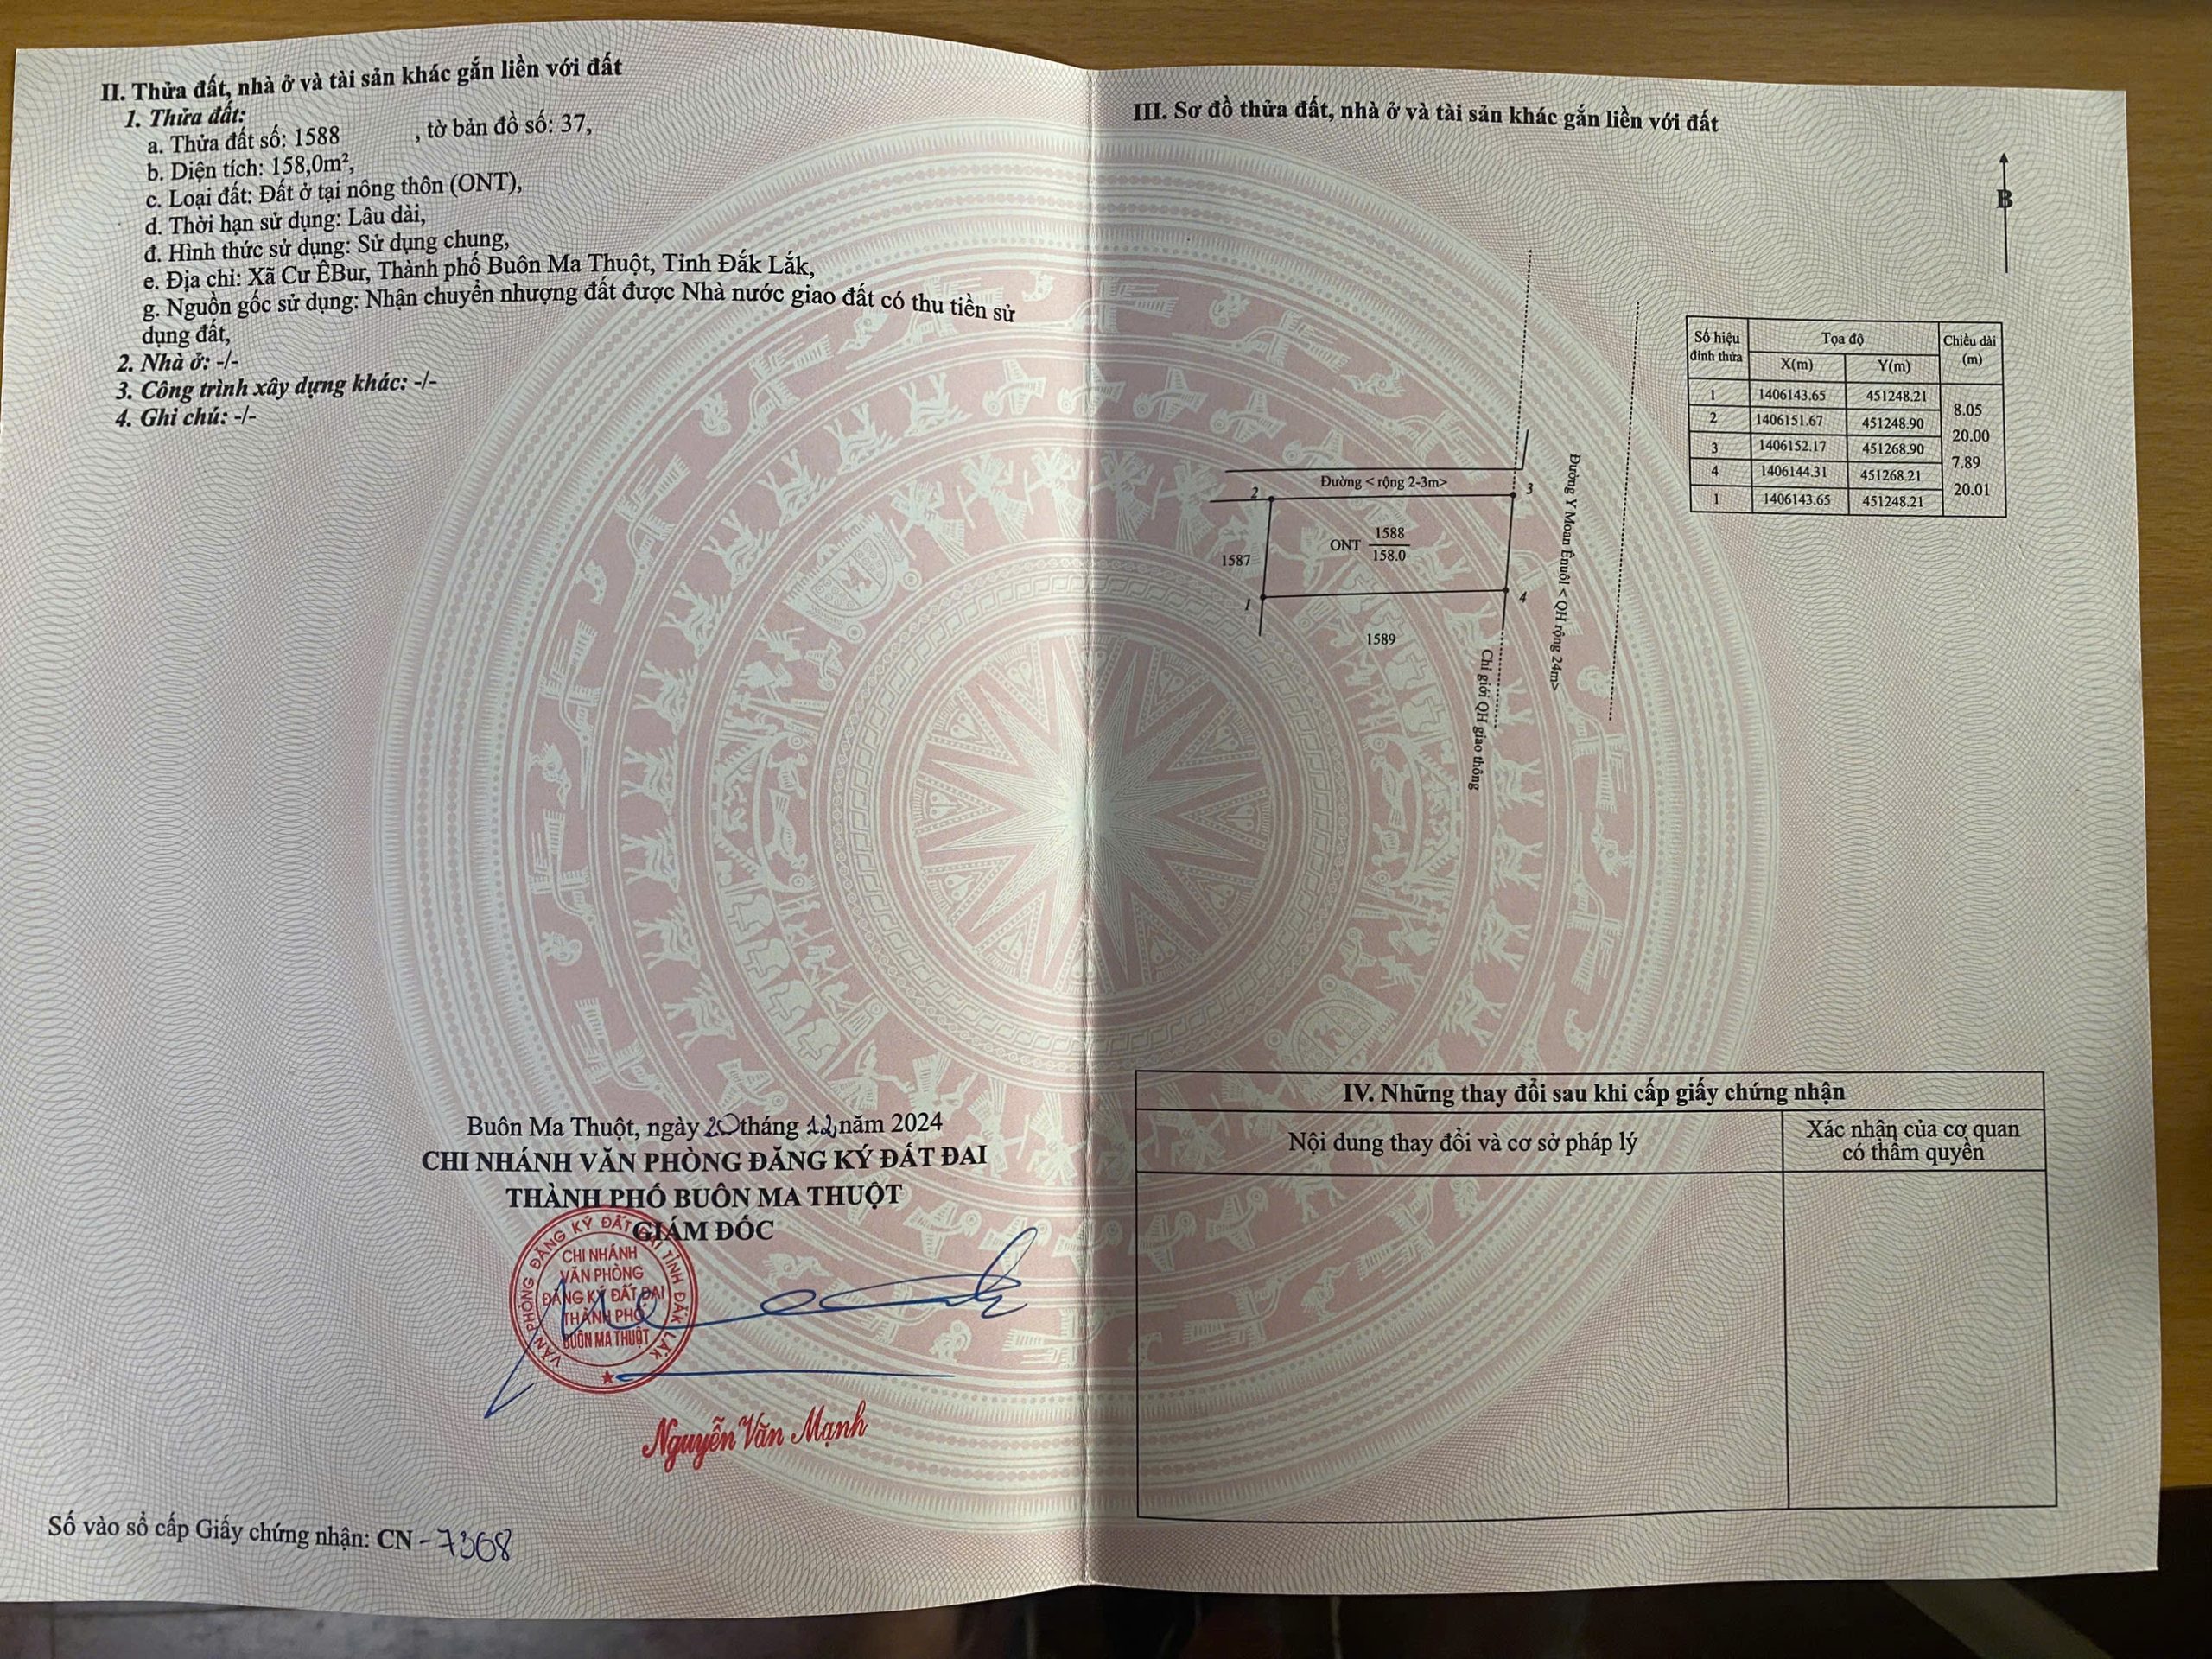 II. Thửa đất, nhà ở và tài sản khác gắn liền với đất
1. Thửa đất:
a. Thửa đất số: 1588 , tờ bản đồ số: 37,
b. Diện tích: 158,0m²,
c. Loại đất: Đất ở tại nông thôn (ONT),
d. Thời hạn sử dụng: Lâu dài,
đ. Hình thức sử dụng: Sử dụng chung,
e. Địa chỉ: Xã Cư ÊBur, Thành phố Buôn Ma Thuột, Tỉnh Đắk Lắk,
g. Nguồn gốc sử dụng: Nhận chuyển nhượng đất được Nhà nước giao đất có thu tiền sử
dụng đất,
2. Nhà ở: -/-
3. Công trình xây dựng khác: -/-
4. Ghi chú: -/-
Buôn Ma Thuột, ngày 20 tháng 12 năm 2024
CHI NHÁNH VĂN PHÒNG ĐĂNG KÝ ĐẤT ĐAI
THÀNH PHỐ BUÔN MA THUỘT
GIÁM ĐỐC
VĂN PHÒNG ĐĂNG KÝ ĐẤT ĐAI TỈNH ĐẮK LẮK
CHI NHÁNH
VĂN PHÒNG
ĐĂNG KÝ ĐẤT ĐAI
THÀNH PHỐ
BUÔN MA THUỘT
Nguyễn Văn Mạnh
Số vào sổ cấp Giấy chứng nhận: CN - 7368
III. Sơ đồ thửa đất, nhà ở và tài sản khác gắn liền với đất
B
Số hiệu đỉnh thửa Tọa độ Chiều dài (m)
X(m) Y(m)
1 1406143.65 451248.21
8.05
2 1406151.67 451248.90
20.00
3 1406152.17 451268.90
7.89
4 1406144.31 451268.21
20.01
1 1406143.65 451248.21
Đường < rộng 2-3m>
2
3
ONT 1588
158.0
1587
1
4
1589
Đường Y Moan Ênuôl < QH rộng 24m>
Chỉ giới QH giao thông
IV. Những thay đổi sau khi cấp giấy chứng nhận
Nội dung thay đổi và cơ sở pháp lý
Xác nhận của cơ quan
có thẩm quyền